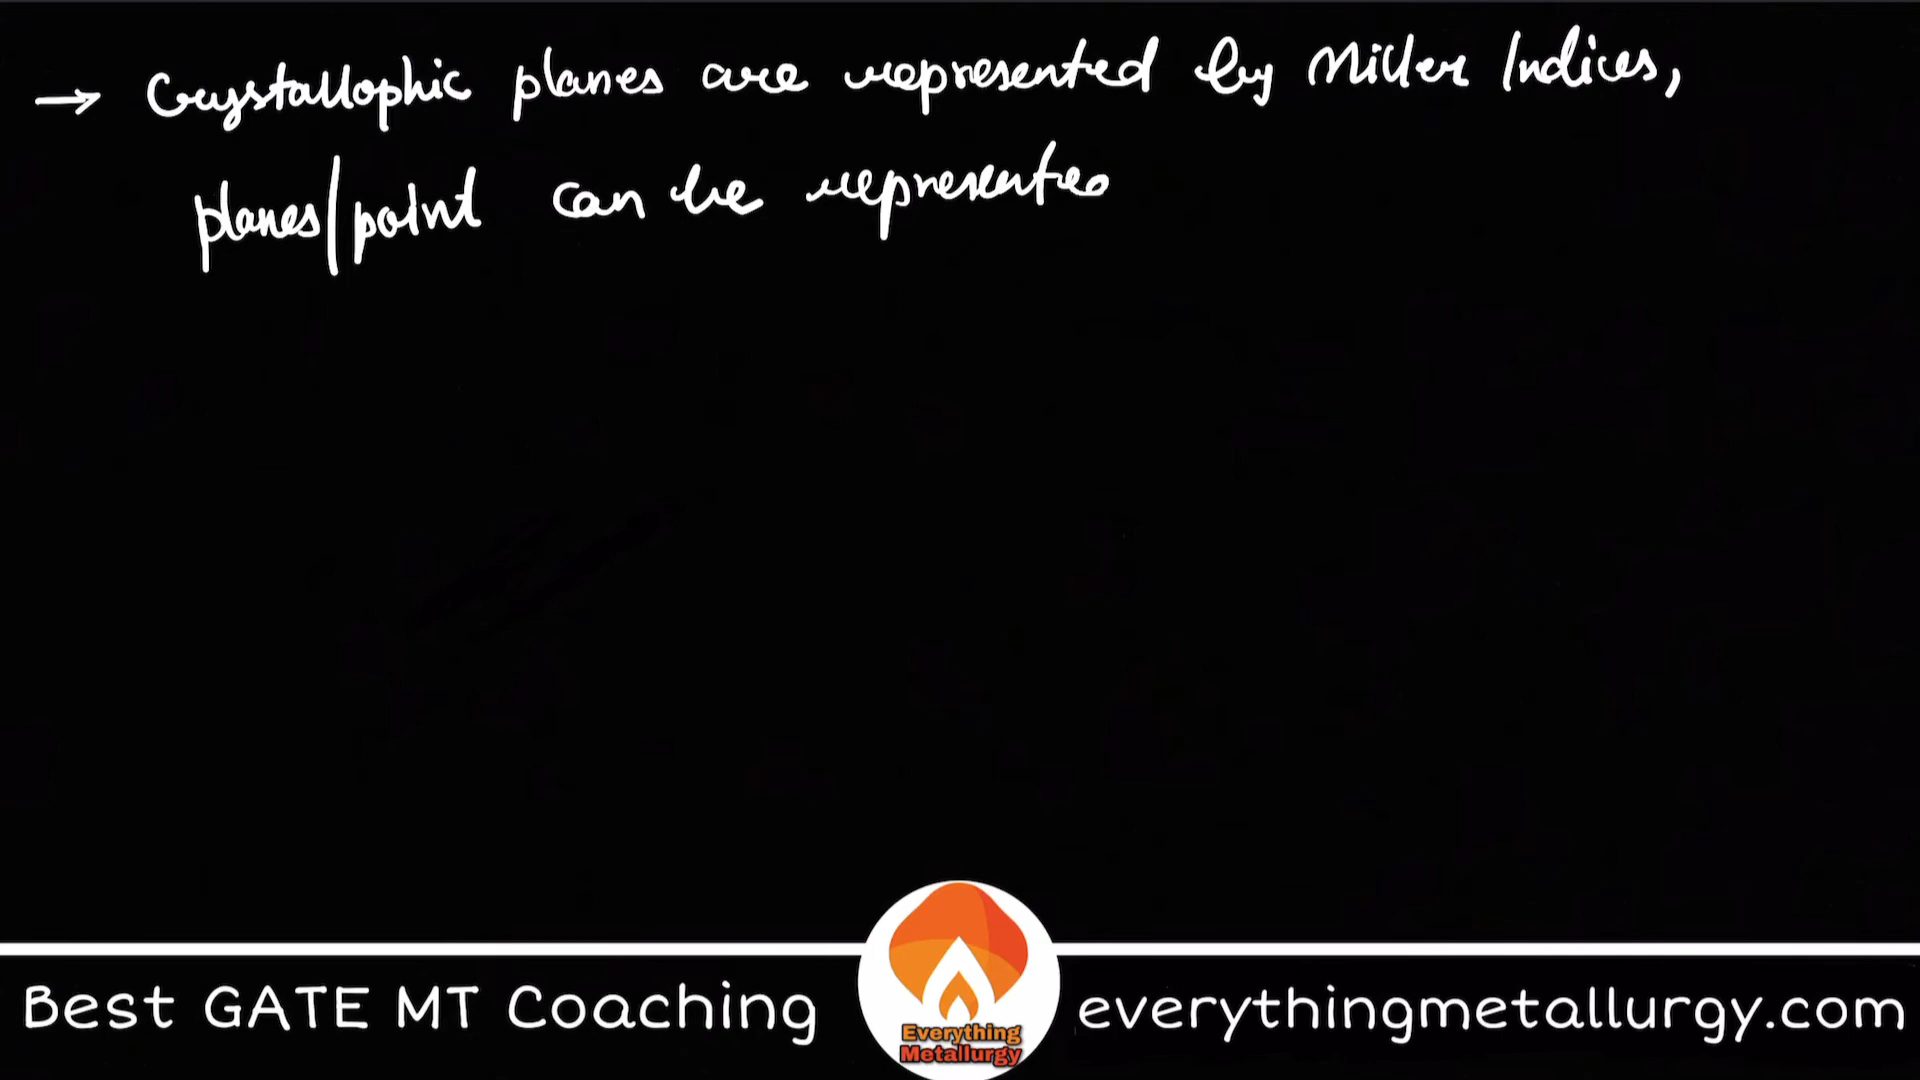 → Crystallophic planes are represented by Miller Indices,
planes/point can be represente
Best GATE MT Coaching
Everything
Metallurgy
everythingmetallurgy.com